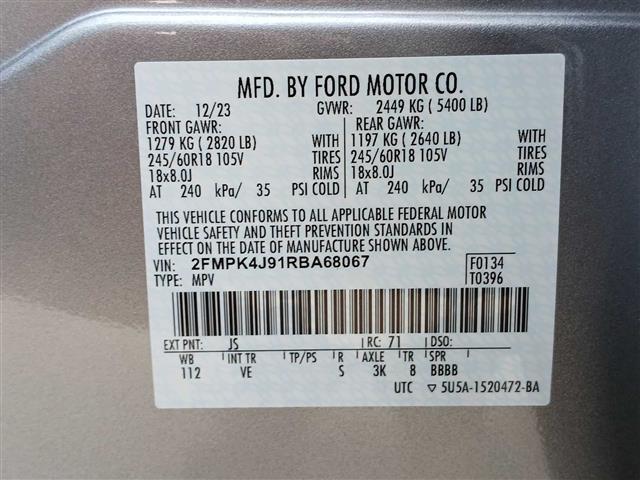 MFD. BY FORD MOTOR CO.
DATE: 12/23 GVWR: 2449 KG ( 5400 LB)
FRONT GAWR: REAR GAWR:
1279 KG ( 2820 LB) WITH 1197 KG ( 2640 LB) WITH
245/60R18 105V TIRES 245/60R18 105V TIRES
18x8.0J RIMS 18x8.0J RIMS
AT 240 kPa/ 35 PSI COLD AT 240 kPa/ 35 PSI COLD
THIS VEHICLE CONFORMS TO ALL APPLICABLE FEDERAL MOTOR
VEHICLE SAFETY AND THEFT PREVENTION STANDARDS IN
EFFECT ON THE DATE OF MANUFACTURE SHOWN ABOVE.
VIN: 2FMPK4J91RBA68067 F0134
TYPE: MPV T0396
EXT PNT: JS RC: 71 DSO:
WB INT TR TP/PS R AXLE TR SPR
112 VE S 3K 8 BBBB
UTC ▽ 5U5A-1520472-BA